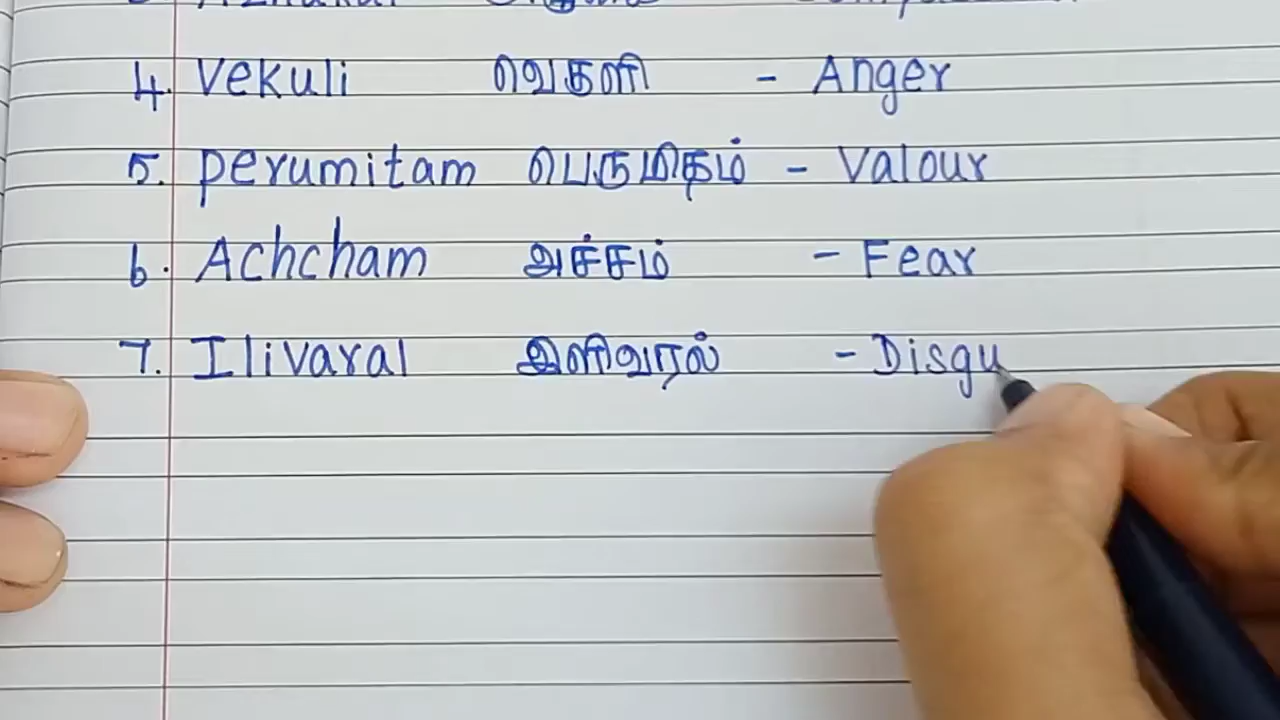 4. Vekuli வெகுளி - Anger
5. perumitam பெருமிதம் - Valour
6. Achcham அச்சம் - Fear
7. Ilivaral இளிவரல் - Disgu